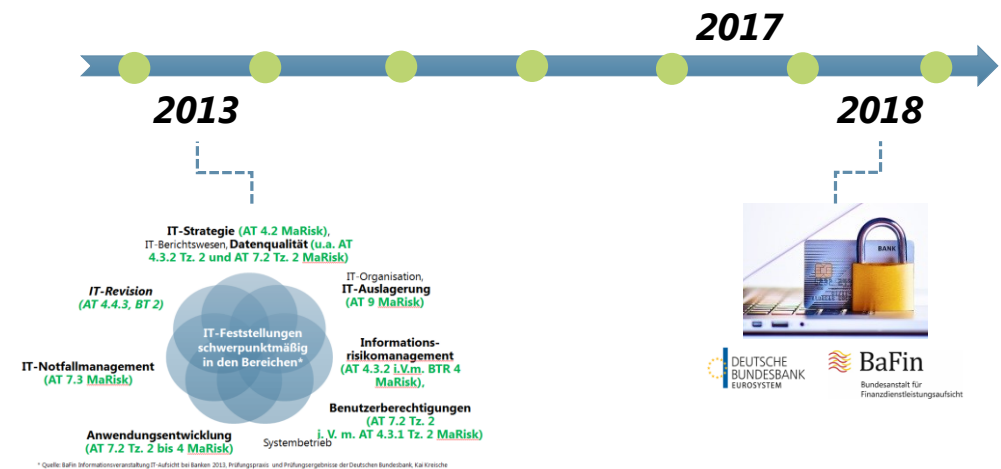 2017
2013
2018
IT-Strategie (AT 4.2 MaRisk),
IT-Berichtswesen, Datenqualität (u.a. AT
4.3.2 Tz. 2 und AT 7.2 Tz. 2 MaRisk)
IT-Revision
(AT 4.4.3, BT 2)
IT-Organisation,
IT-Auslagerung
(AT 9 MaRisk)
IT-Feststellungen
schwerpunktmäßig
in den Bereichen*
IT-Notfallmanagement
(AT 7.3 MaRisk)
Informations-
risikomanagement
(AT 4.3.2 i.V.m. BTR 4
MaRisk),
Benutzerberechtigungen
(AT 7.2 Tz. 2
j. V. m. AT 4.3.1 Tz. 2 MaRisk)
Anwendungsentwicklung
(AT 7.2 Tz. 2 bis 4 MaRisk)
Systembetrieb
* Quelle: BaFin Informationsveranstaltung IT-Aufsicht bei Banken 2013, Prüfungspraxis und Prüfungsergebnisse der Deutschen Bundesbank, Kai Kreische
BANK
DEUTSCHE
BUNDESBANK
EUROSYSTEM
BaFin
Bundesanstalt für
Finanzdienstleistungsaufsicht